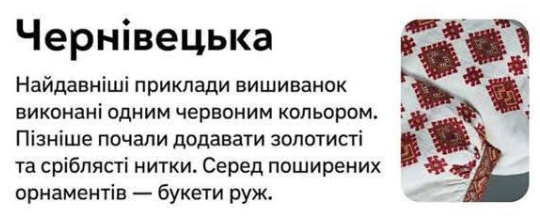 Чернівецька
Найдавніші приклади вишиванок
виконані одним червоним кольором.
Пізніше почали додавати золотисті
та сріблясті нитки. Серед поширених
орнаментів — букети руж.